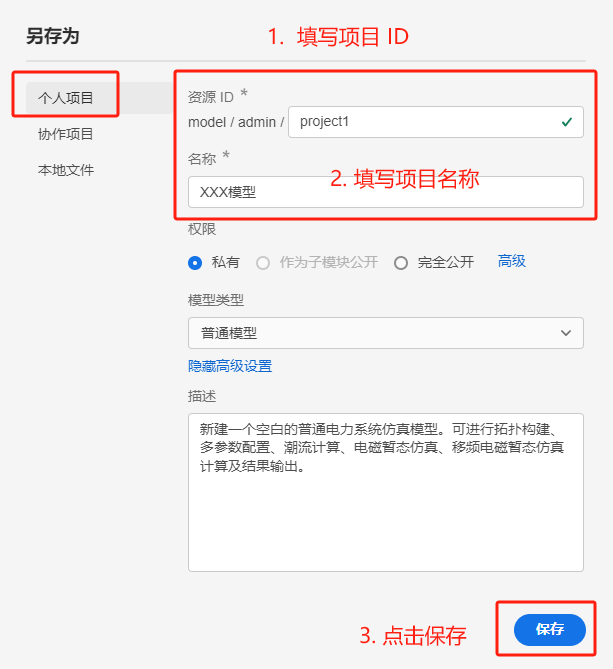 另存为
1. 填写项目 ID
个人项目
协作项目
本地文件
资源 ID *
model / admin / project1
名称 *
XXX模型
2. 填写项目名称
权限
私有 作为子模块公开 完全公开 高级
模型类型
普通模型
隐藏高级设置
描述
新建一个空白的普通电力系统仿真模型。可进行拓扑构建、
多参数配置、潮流计算、电磁暂态仿真、移频电磁暂态仿真
计算及结果输出。
3. 点击保存
保存